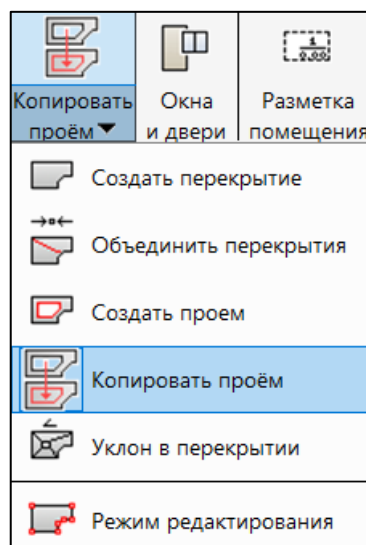 Копировать проём
Окна и двери
Разметка помещения
Создать перекрытие
Объединить перекрытия
Создать проем
Копировать проём
Уклон в перекрытии
Режим редактирования